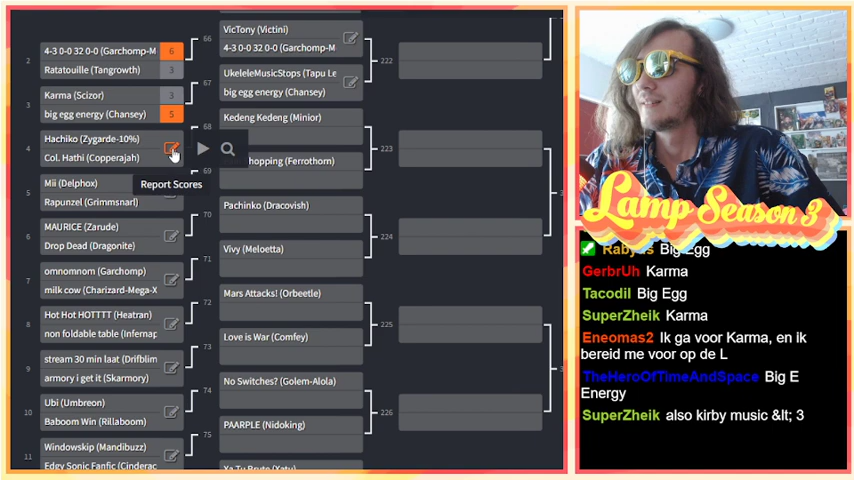 2
4-3 0-0 32 0-0 (Garchomp-M
6
Ratatouille (Tangrowth)
3
3
Karma (Scizor)
3
big egg energy (Chansey)
5
4
Hachiko (Zygarde-10%)
Col. Hathi (Copperajah)
Report Scores
5
Mii (Delphox)
Rapunzel (Grimmsnarl)
6
MAURICE (Zarude)
Drop Dead (Dragonite)
7
omnomnom (Garchomp)
milk cow (Charizard-Mega-X
8
Hot Hot HOTTTT (Heatran)
non foldable table (Infernap
9
stream 30 min laat (Drifblim
armory i get it (Skarmory)
10
Ubi (Umbreon)
Baboom Win (Rillaboom)
11
Windowskip (Mandibuzz)
Edgy Sonic Fanfic (Cinderac
66
VicTony (Victini)
4-3 0-0 32 0-0 (Garchomp-M
67
UkeleleMusicStops (Tapu Le
big egg energy (Chansey)
68
Kedeng Kedeng (Minior)
69
hopping (Ferrothorn)
70
Pachinko (Dracovish)
71
Vivy (Meloetta)
72
Mars Attacks! (Orbeetle)
73
Love is War (Comfey)
74
No Switches? (Golem-Alola)
75
PAARPLE (Nidoking)
Xa Tu Brute (Xatu)
222
223
224
225
226
3
3
Lamp Season 3
Big Egg
GerbrUh Karma
Tacodil Big Egg
SuperZheik Karma
Eneomas2 Ik ga voor Karma, en ik
bereid me voor op de L
TheHeroOfTimeAndSpace Big E
Energy
SuperZheik also kirby music &lt; 3